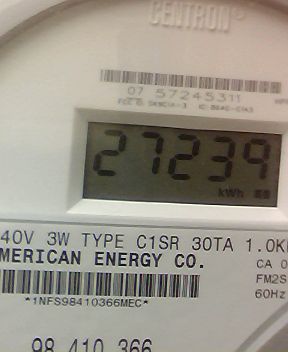 CENTRON®
07 57245311
27239
kWh
40V 3W TYPE C1SR 30TA 1.0K
MERICAN ENERGY CO.
CA 0
FM2S
60Hz
*1NFS98410366MEC*
98 410 366